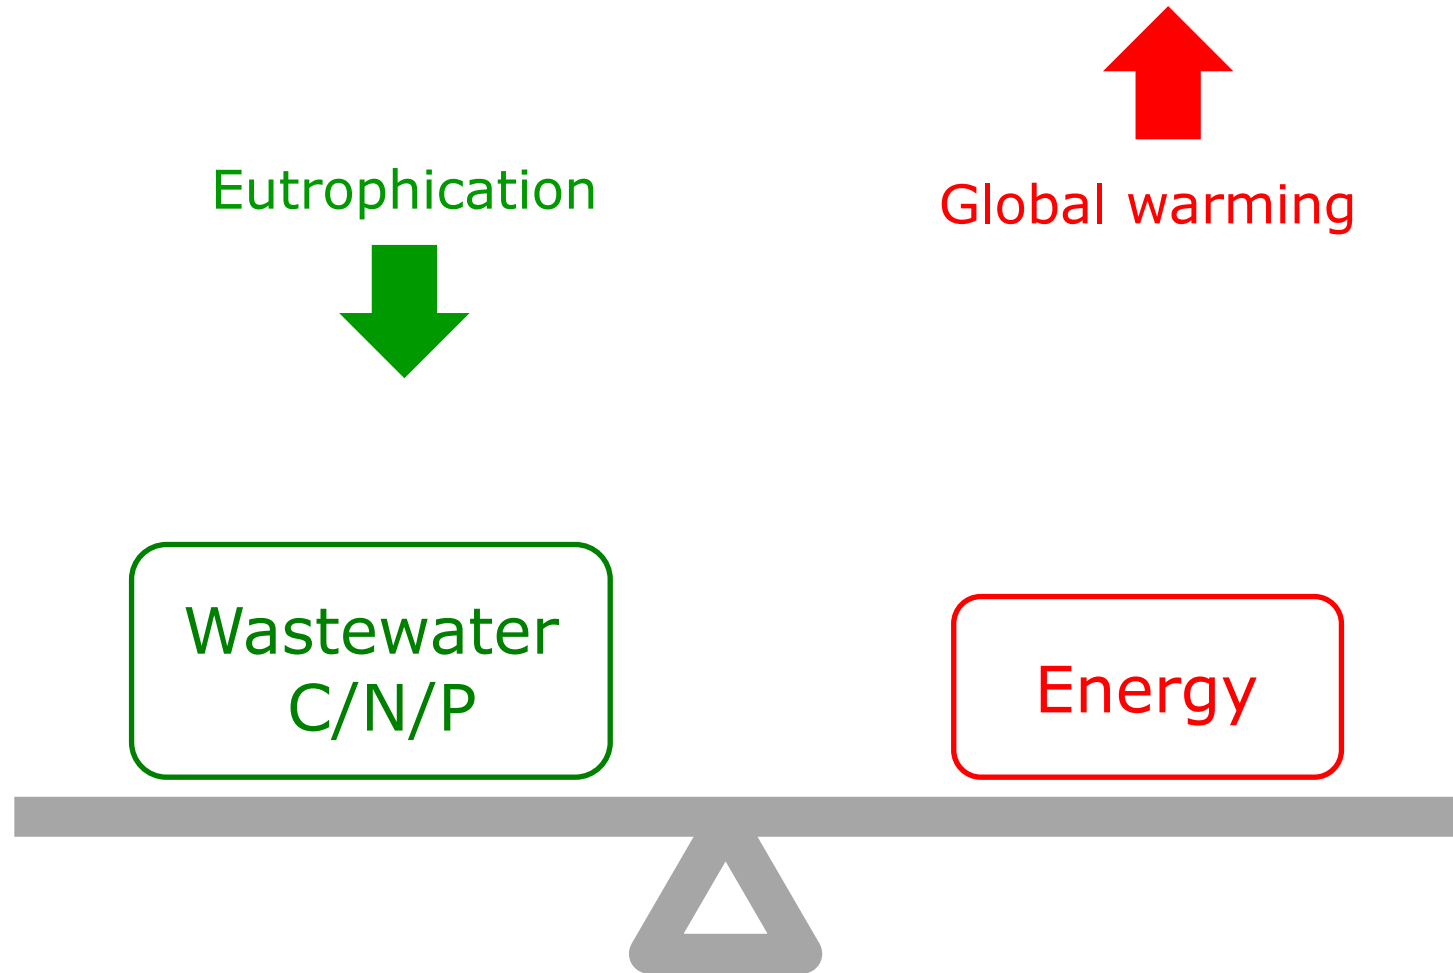 Eutrophication
Global warming
Wastewater
C/N/P
Energy